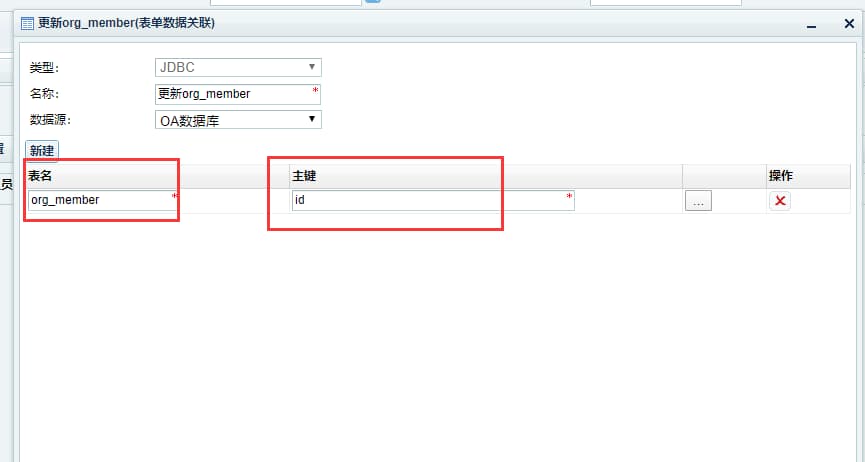 更新org_member(表单数据关联)
类型:
JDBC
名称:
更新org_member
*
数据源:
OA数据库
新建
表名
主键
操作
org_member
*
id
*
...
员